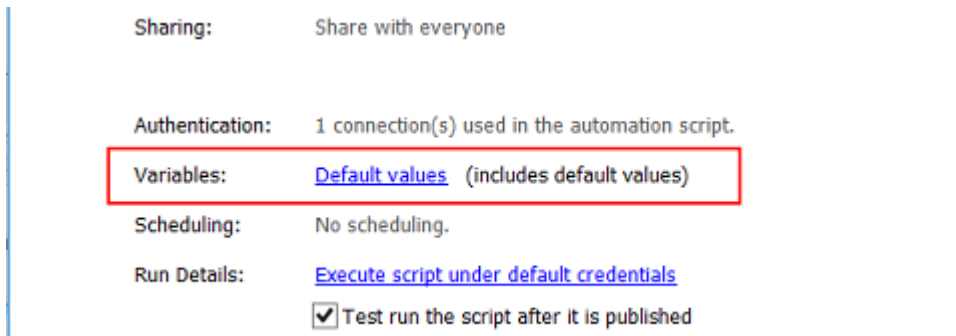 Sharing: Share with everyone
Authentication: 1 connection(s) used in the automation script.
Variables: Default values (includes default values)
Scheduling: No scheduling.
Run Details: Execute script under default credentials
Test run the script after it is published